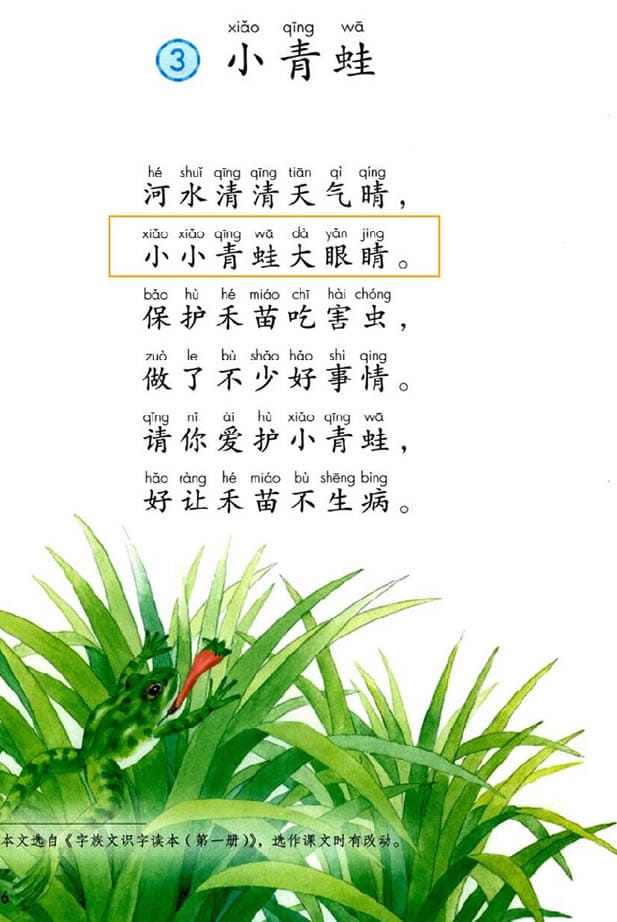 xiǎo qīng wā
3 小青蛙
hé shuǐ qīng qīng tiān qì qíng
河水清清天气晴，
xiǎo xiǎo qīng wā dà yǎn jīng
小小青蛙大眼睛。
bǎo hù hé miáo chī hài chóng
保护禾苗吃害虫，
zuò le bù shǎo hǎo shì qing
做了不少好事情。
qǐng nǐ ài hù xiǎo qīng wā
请你爱护小青蛙，
hǎo ràng hé miáo bù shēng bìng
好让禾苗不生病。
本文选自《字族文识字读本（第一册）》，选作课文时有改动。
6